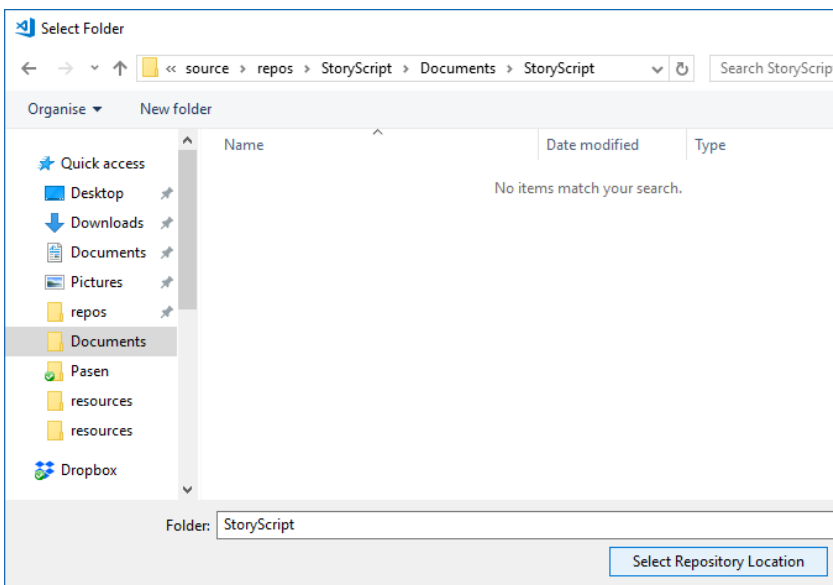 Select Folder
« source › repos › StoryScript › Documents › StoryScript
Search StoryScript
Organise
New folder
Name
Date modified
Type
No items match your search.
Quick access
Desktop
Downloads
Documents
Pictures
repos
Documents
Pasen
resources
resources
Dropbox
Folder: StoryScript
Select Repository Location